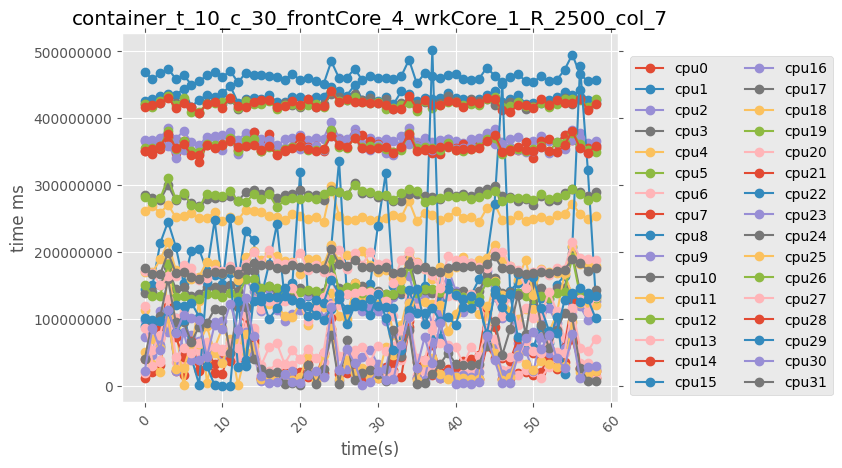 container_t_10_c_30_frontCore_4_wrkCore_1_R_2500_col_7
time ms
500000000
400000000
300000000
200000000
100000000
0
0
10
20
30
40
50
60
time(s)
cpu0
cpu1
cpu2
cpu3
cpu4
cpu5
cpu6
cpu7
cpu8
cpu9
cpu10
cpu11
cpu12
cpu13
cpu14
cpu15
cpu16
cpu17
cpu18
cpu19
cpu20
cpu21
cpu22
cpu23
cpu24
cpu25
cpu26
cpu27
cpu28
cpu29
cpu30
cpu31